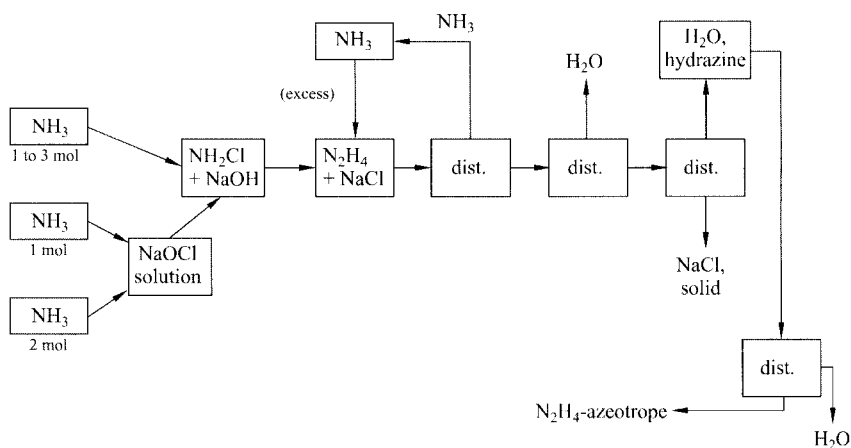 NH3
NH3
(excess)
H2O
H2O,
hydrazine
NH3
1 to 3 mol
NH2Cl
+ NaOH
N2H4
+ NaCl
dist.
dist.
dist.
NH3
1 mol
NaOCl
solution
NaCl,
solid
NH3
2 mol
dist.
N2H4-azeotrope
H2O